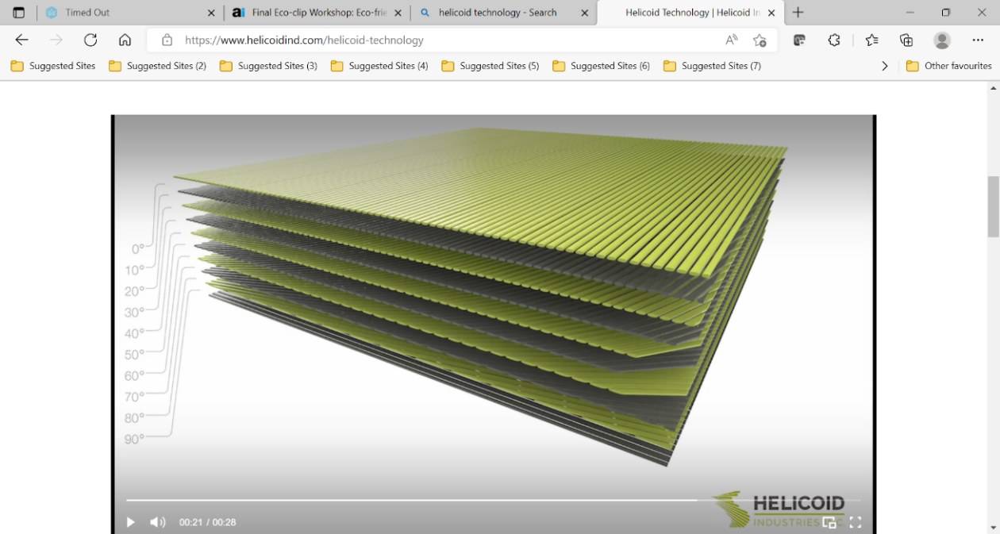 Timed Out
Final Eco-clip Workshop: Eco-frie
helicoid technology - Search
Helicoid Technology | Helicoid In
https://www.helicoidind.com/helicoid-technology
Suggested Sites
Suggested Sites (2)
Suggested Sites (3)
Suggested Sites (4)
Suggested Sites (5)
Suggested Sites (6)
Suggested Sites (7)
Other favourites
0°
10°
20°
30°
40°
50°
60°
70°
80°
90°
HELICOID
INDUSTRIES
00:21 / 00:28